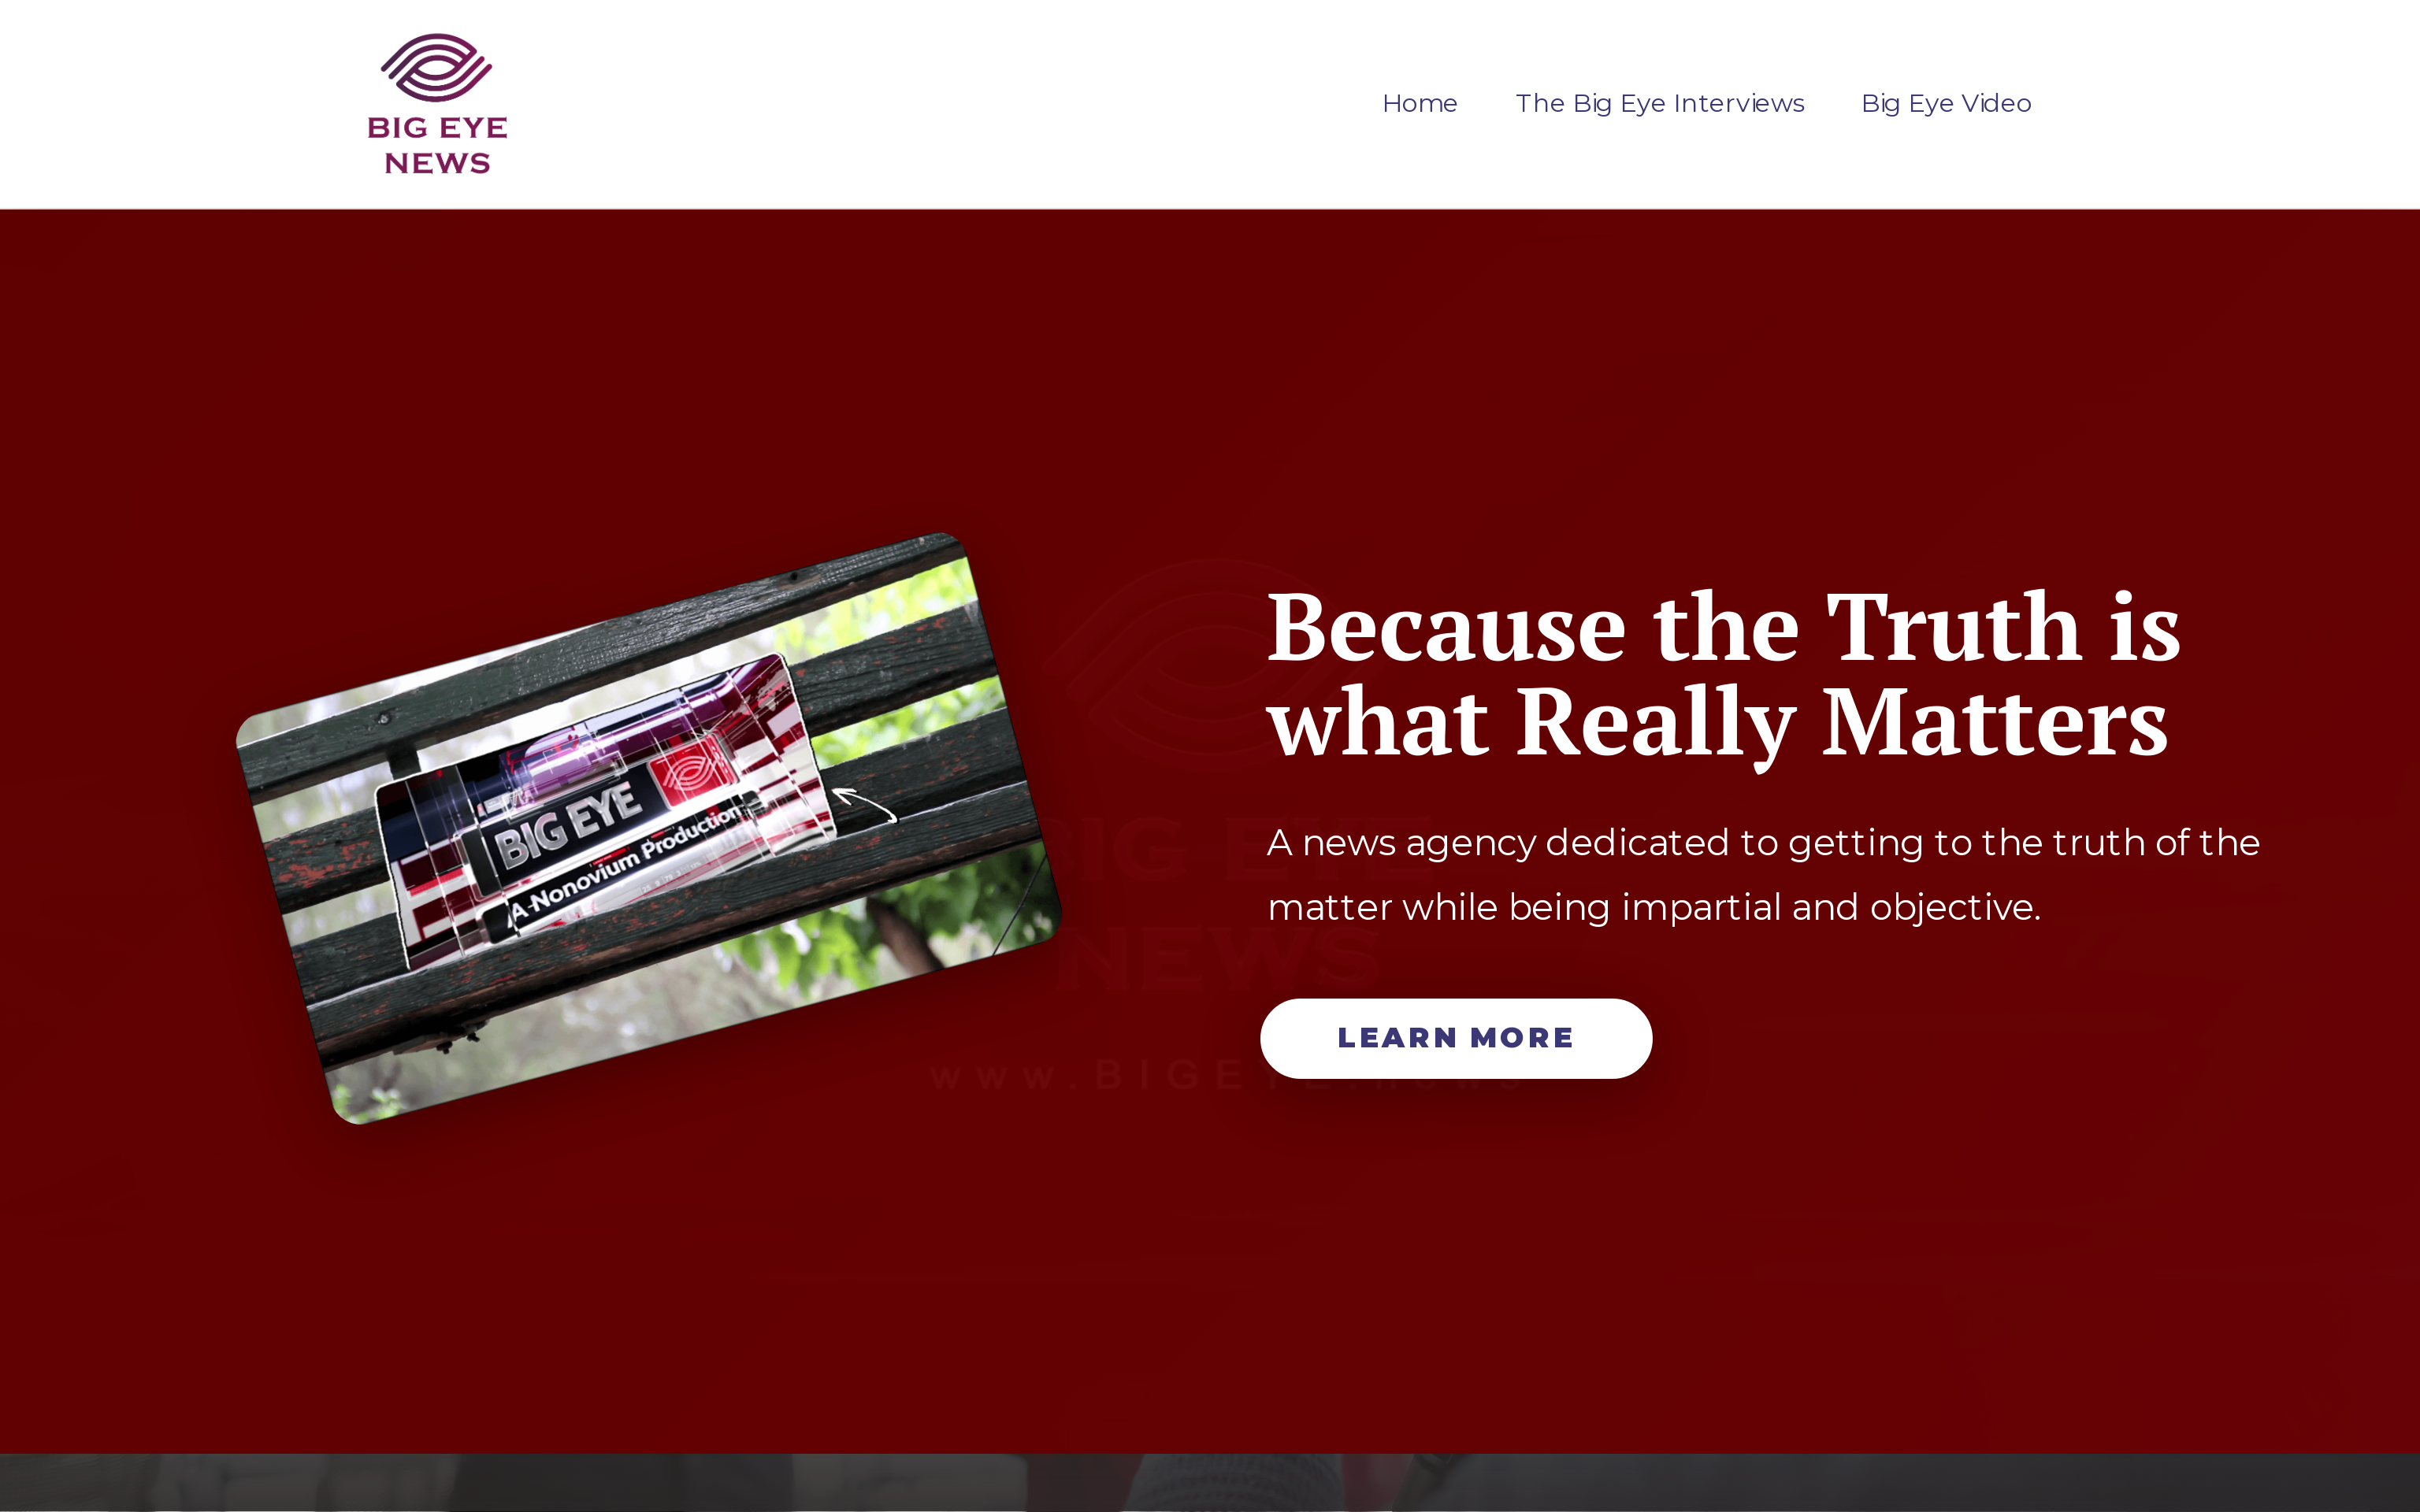 BIG EYE
NEWS
Home
The Big Eye Interviews
Big Eye Video
BIG EYE
A-Nonovium Production
Because the Truth is
what Really Matters
A news agency dedicated to getting to the truth of the
matter while being impartial and objective.
NEWS
LEARN MORE